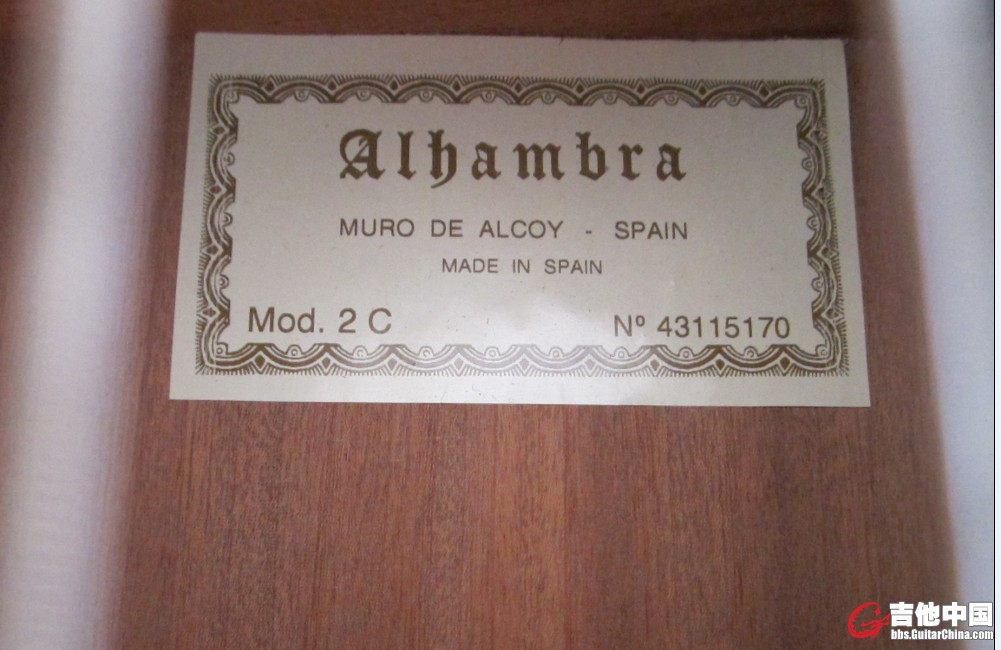 Alhambra
MURO DE ALCOY - SPAIN
MADE IN SPAIN
Mod. 2 C Nº 43115170
吉他中国
bbs.GuitarChina.com